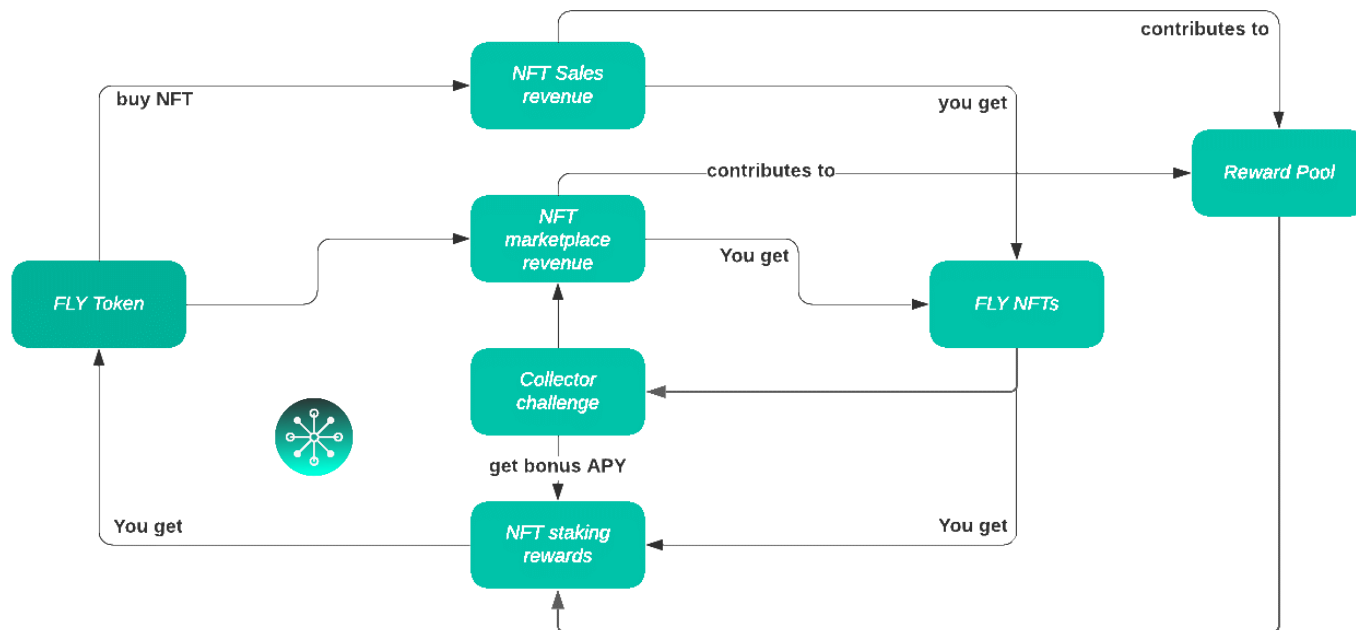 contributes to
NFT Sales
revenue
buy NFT
you get
contributes to
Reward Pool
NFT
marketplace
revenue
You get
FLY Token
FLY NFTs
Collector
challenge
get bonus APY
You get
NFT staking
rewards
You get